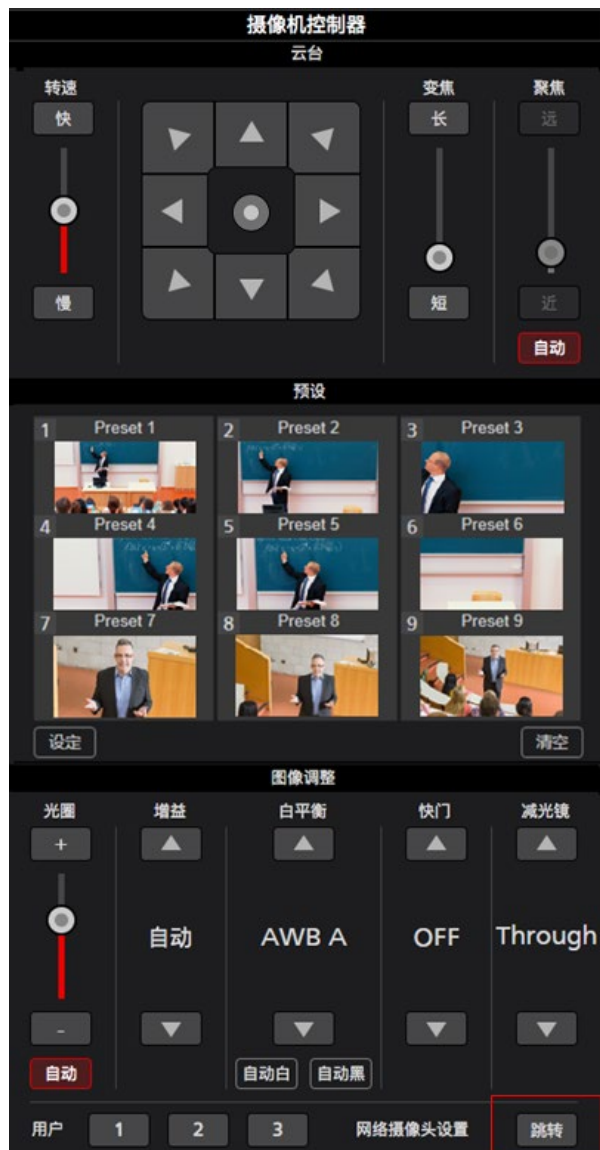 摄像机控制器
云台
转速 变焦 聚焦
快 长 远
慢 短 近
自动
预设
1 Preset 1 2 Preset 2 3 Preset 3
4 Preset 4 5 Preset 5 6 Preset 6
7 Preset 7 8 Preset 8 9 Preset 9
设定 清空
图像调整
光圈 增益 白平衡 快门 减光镜
+
自动 AWB A OFF Through
-
自动 自动白 自动黑
用户 1 2 3 网络摄像头设置 跳转